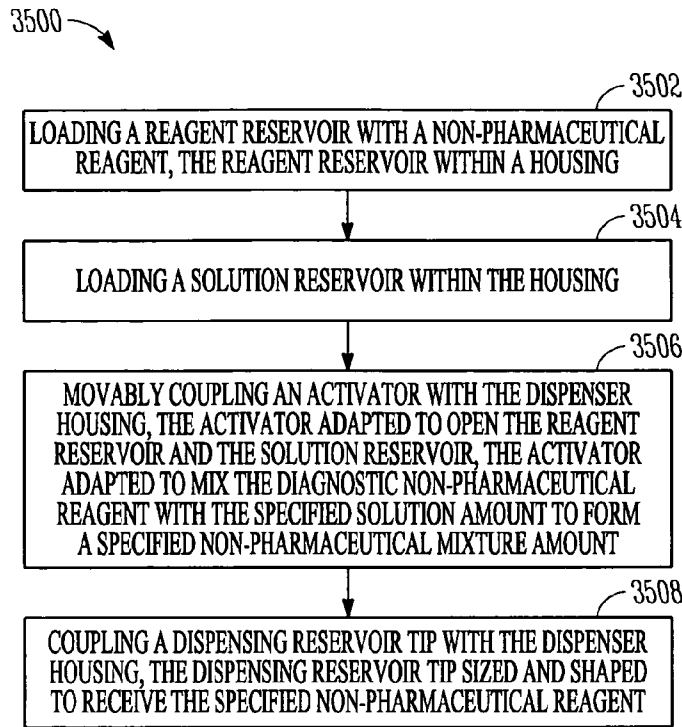 3500
3502
LOADING A REAGENT RESERVOIR WITH A NON-PHARMACEUTICAL
REAGENT, THE REAGENT RESERVOIR WITHIN A HOUSING
3504
LOADING A SOLUTION RESERVOIR WITHIN THE HOUSING
3506
MOVABLY COUPLING AN ACTIVATOR WITH THE DISPENSER
HOUSING, THE ACTIVATOR ADAPTED TO OPEN THE REAGENT
RESERVOIR AND THE SOLUTION RESERVOIR, THE ACTIVATOR
ADAPTED TO MIX THE DIAGNOSTIC NON-PHARMACEUTICAL
REAGENT WITH THE SPECIFIED SOLUTION AMOUNT TO FORM
A SPECIFIED NON-PHARMACEUTICAL MIXTURE AMOUNT
3508
COUPLING A DISPENSING RESERVOIR TIP WITH THE DISPENSER
HOUSING, THE DISPENSING RESERVOIR TIP SIZED AND SHAPED
TO RECEIVE THE SPECIFIED NON-PHARMACEUTICAL REAGENT